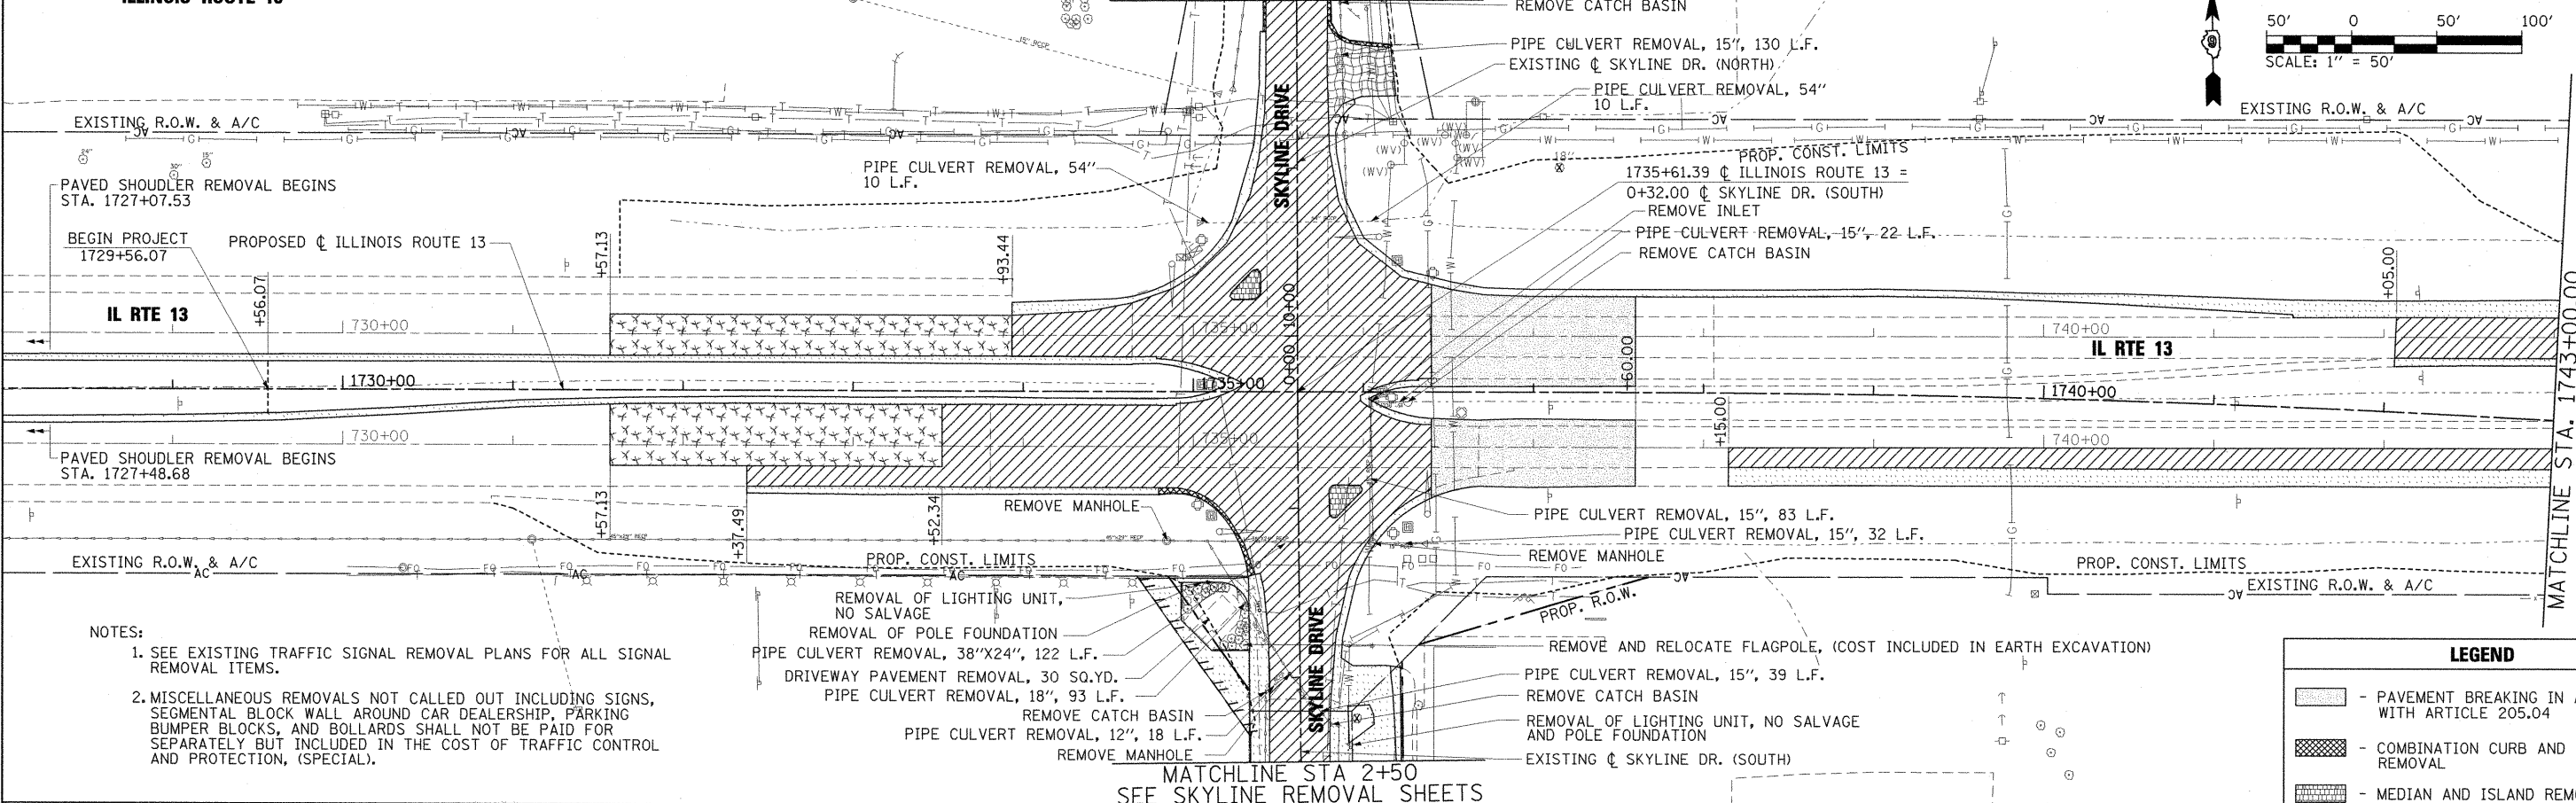 REMOVE CATCH BASIN
PIPE CULVERT REMOVAL, 15", 130 L.F.
EXISTING ℄ SKYLINE DR. (NORTH)
PIPE CULVERT REMOVAL, 54"
10 L.F.
50' 0 50' 100'
SCALE: 1" = 50'
EXISTING R.O.W. & A/C
EXISTING R.O.W. & A/C
SKYLINE DRIVE
PIPE CULVERT REMOVAL, 54"
10 L.F.
PROP. CONST. LIMITS
1735+61.39 ℄ ILLINOIS ROUTE 13 =
0+32.00 ℄ SKYLINE DR. (SOUTH)
REMOVE INLET
PIPE CULVERT REMOVAL, 15", 22 L.F.
REMOVE CATCH BASIN
PAVED SHOUDLER REMOVAL BEGINS
STA. 1727+07.53
BEGIN PROJECT
1729+56.07
PROPOSED ℄ ILLINOIS ROUTE 13
+56.07
+57.13
+93.44
+05.00
IL RTE 13
730+00
735+00
740+00
IL RTE 13
0+00 10+00
+60.00
+15.00
1730+00
1735+00
1740+00
MATCHLINE STA. 1743+00.00
730+00
735+00
740+00
PAVED SHOUDLER REMOVAL BEGINS
STA. 1727+48.68
+57.13
+37.49
+52.34
REMOVE MANHOLE
PIPE CULVERT REMOVAL, 15", 83 L.F.
PIPE CULVERT REMOVAL, 15", 32 L.F.
REMOVE MANHOLE
EXISTING R.O.W. & A/C
PROP. CONST. LIMITS
PROP. CONST. LIMITS
EXISTING R.O.W. & A/C
PROP. R.O.W.
REMOVAL OF LIGHTING UNIT,
NO SALVAGE
REMOVAL OF POLE FOUNDATION
PIPE CULVERT REMOVAL, 38"X24", 122 L.F.
DRIVEWAY PAVEMENT REMOVAL, 30 SQ.YD.
PIPE CULVERT REMOVAL, 18", 93 L.F.
REMOVE CATCH BASIN
PIPE CULVERT REMOVAL, 12", 18 L.F.
REMOVE MANHOLE
SKYLINE DRIVE
REMOVE AND RELOCATE FLAGPOLE, (COST INCLUDED IN EARTH EXCAVATION)
PIPE CULVERT REMOVAL, 15", 39 L.F.
REMOVE CATCH BASIN
REMOVAL OF LIGHTING UNIT, NO SALVAGE
AND POLE FOUNDATION
EXISTING ℄ SKYLINE DR. (SOUTH)
MATCHLINE STA 2+50
SEE SKYLINE REMOVAL SHEETS
NOTES:
1. SEE EXISTING TRAFFIC SIGNAL REMOVAL PLANS FOR ALL SIGNAL
REMOVAL ITEMS.
2. MISCELLANEOUS REMOVALS NOT CALLED OUT INCLUDING SIGNS,
SEGMENTAL BLOCK WALL AROUND CAR DEALERSHIP, PARKING
BUMPER BLOCKS, AND BOLLARDS SHALL NOT BE PAID FOR
SEPARATELY BUT INCLUDED IN THE COST OF TRAFFIC CONTROL
AND PROTECTION, (SPECIAL).
LEGEND
- PAVEMENT BREAKING IN
WITH ARTICLE 205.04
- COMBINATION CURB AND
REMOVAL
- MEDIAN AND ISLAND